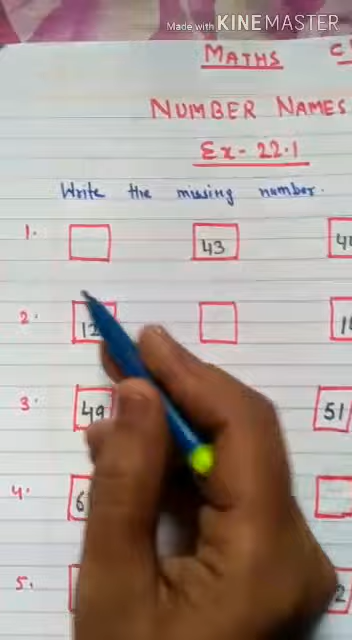 Made with KINEMASTER
MATHS
NUMBER NAMES
Ex - 22.1
Write the missing number.
1. 43
2. 12
3. 49 51
4.
5.